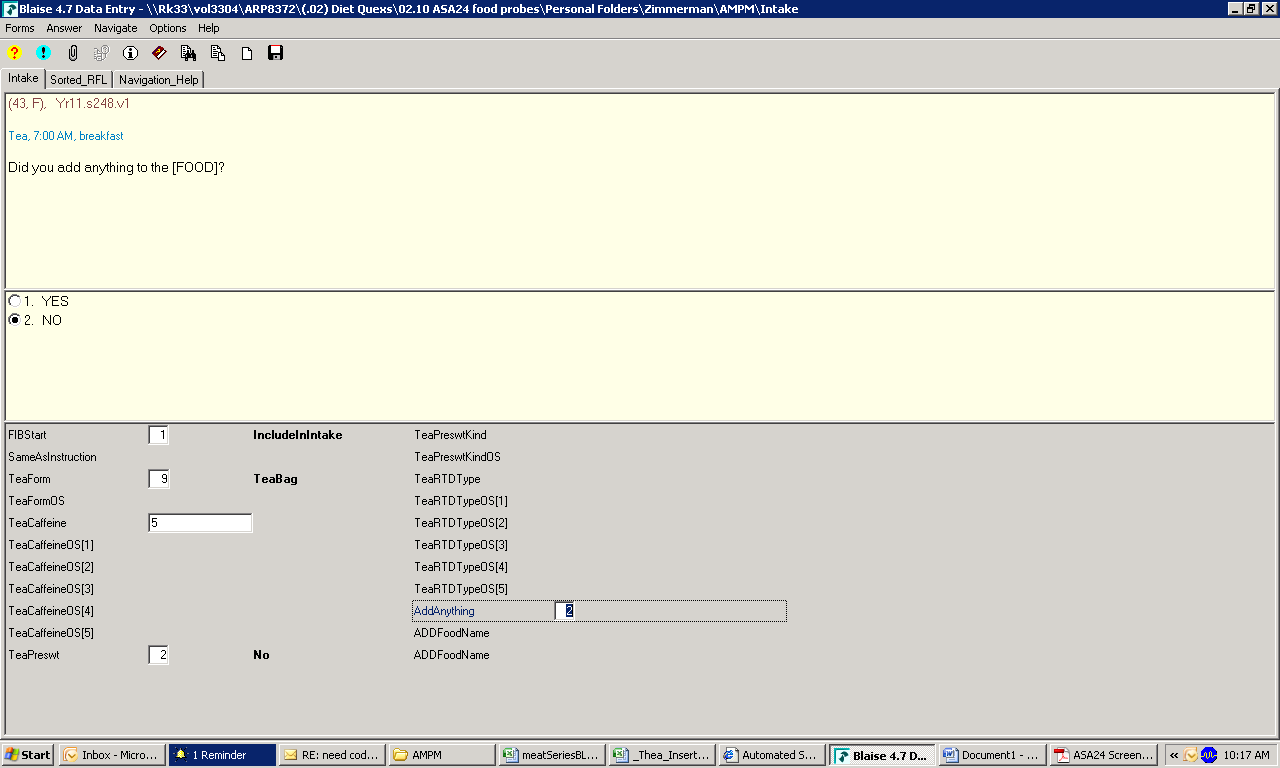 Blaise 4.7 Data Entry - \\Rk33\vol3304\ARP8372\(.02) Diet Quexs\02.10 ASA24 food probes\Personal Folders\Zimmerman\AMPM\Intake
Forms Answer Navigate Options Help
Intake Sorted_RFL Navigation_Help
(43, F), Yr11.s248.v1
Tea, 7:00 AM, breakfast
Did you add anything to the [FOOD]?
1. YES
2. NO
FIBStart 1 IncludeInIntake TeaPreswtKind
SameAsInstruction TeaPreswtKindOS
TeaForm 9 TeaBag TeaRTDType
TeaFormOS TeaRTDTypeOS[1]
TeaCaffeine 5 TeaRTDTypeOS[2]
TeaCaffeineOS[1] TeaRTDTypeOS[3]
TeaCaffeineOS[2] TeaRTDTypeOS[4]
TeaCaffeineOS[3] TeaRTDTypeOS[5]
TeaCaffeineOS[4] AddAnything 2
TeaCaffeineOS[5] ADDFoodName
TeaPreswt 2 No ADDFoodName
Start Inbox - Micro... 1 Reminder RE: need cod... AMPM meatSeriesBL... _Thea_Insert... Automated S... Blaise 4.7 D... Document1 - ... ASA24 Screen... « 10:17 AM